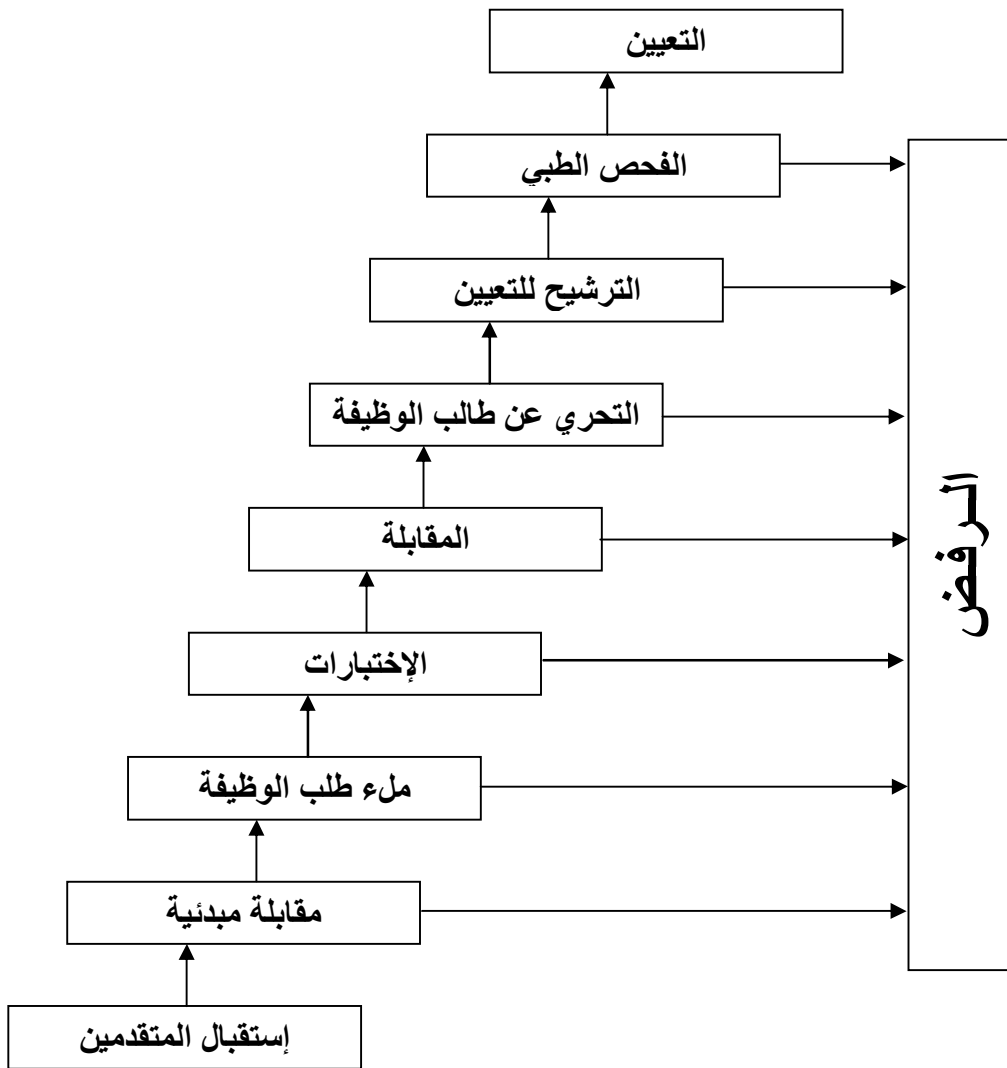 التعيين
الفحص الطبي
الترشيح للتعيين
التحري عن طالب الوظيفة
المقابلة
الإختبارات
ملء طلب الوظيفة
مقابلة مبدئية
إستقبال المتقدمين
الرفض